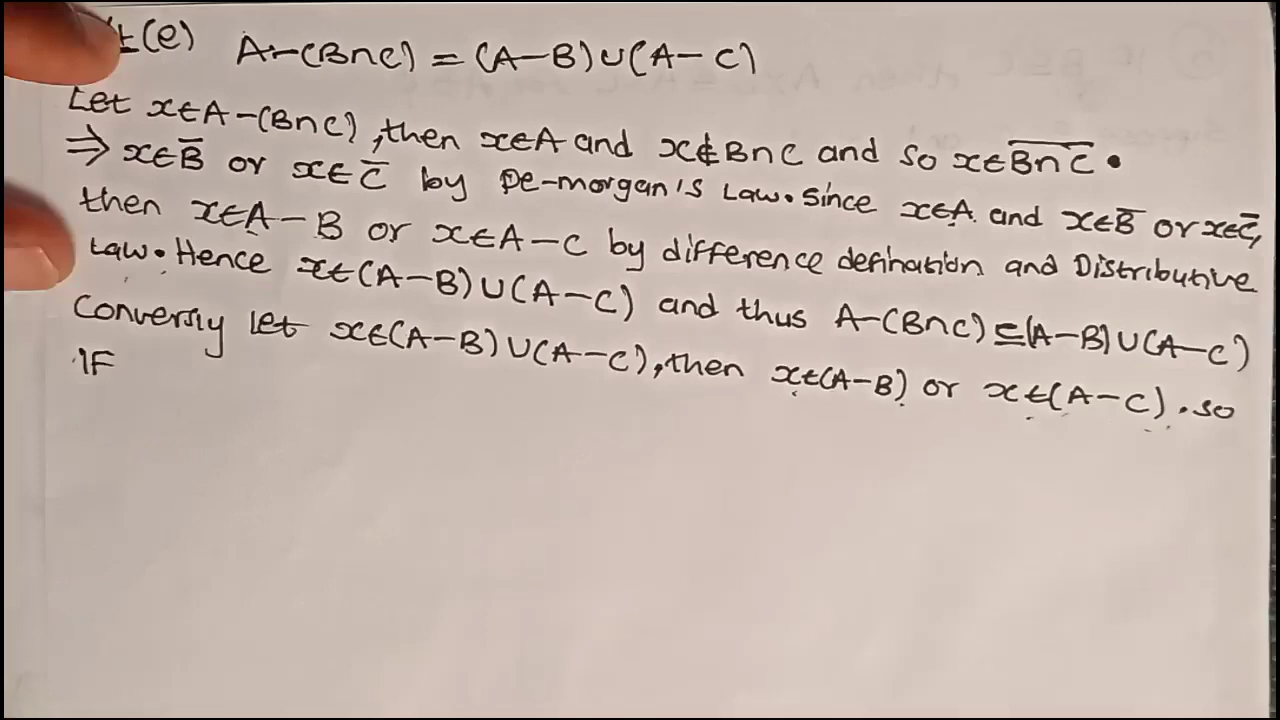 (e) A-(B∩C) = (A-B)∪(A-C)
Let x∈A-(B∩C), then x∈A and x∉B∩C and so x∈B̅∩̅C̅.
⇒ x∈B̅ or x∈C̅ by De-morgan's Law. Since x∈A and x∈B̅ or x∈C̅,
then x∈A-B or x∈A-C by difference defination and Distributive
Law. Hence x∈(A-B)∪(A-C) and thus A-(B∩C)⊆(A-B)∪(A-C)
Conversly Let x∈(A-B)∪(A-C), then x∈(A-B) or x∈(A-C). so
IF